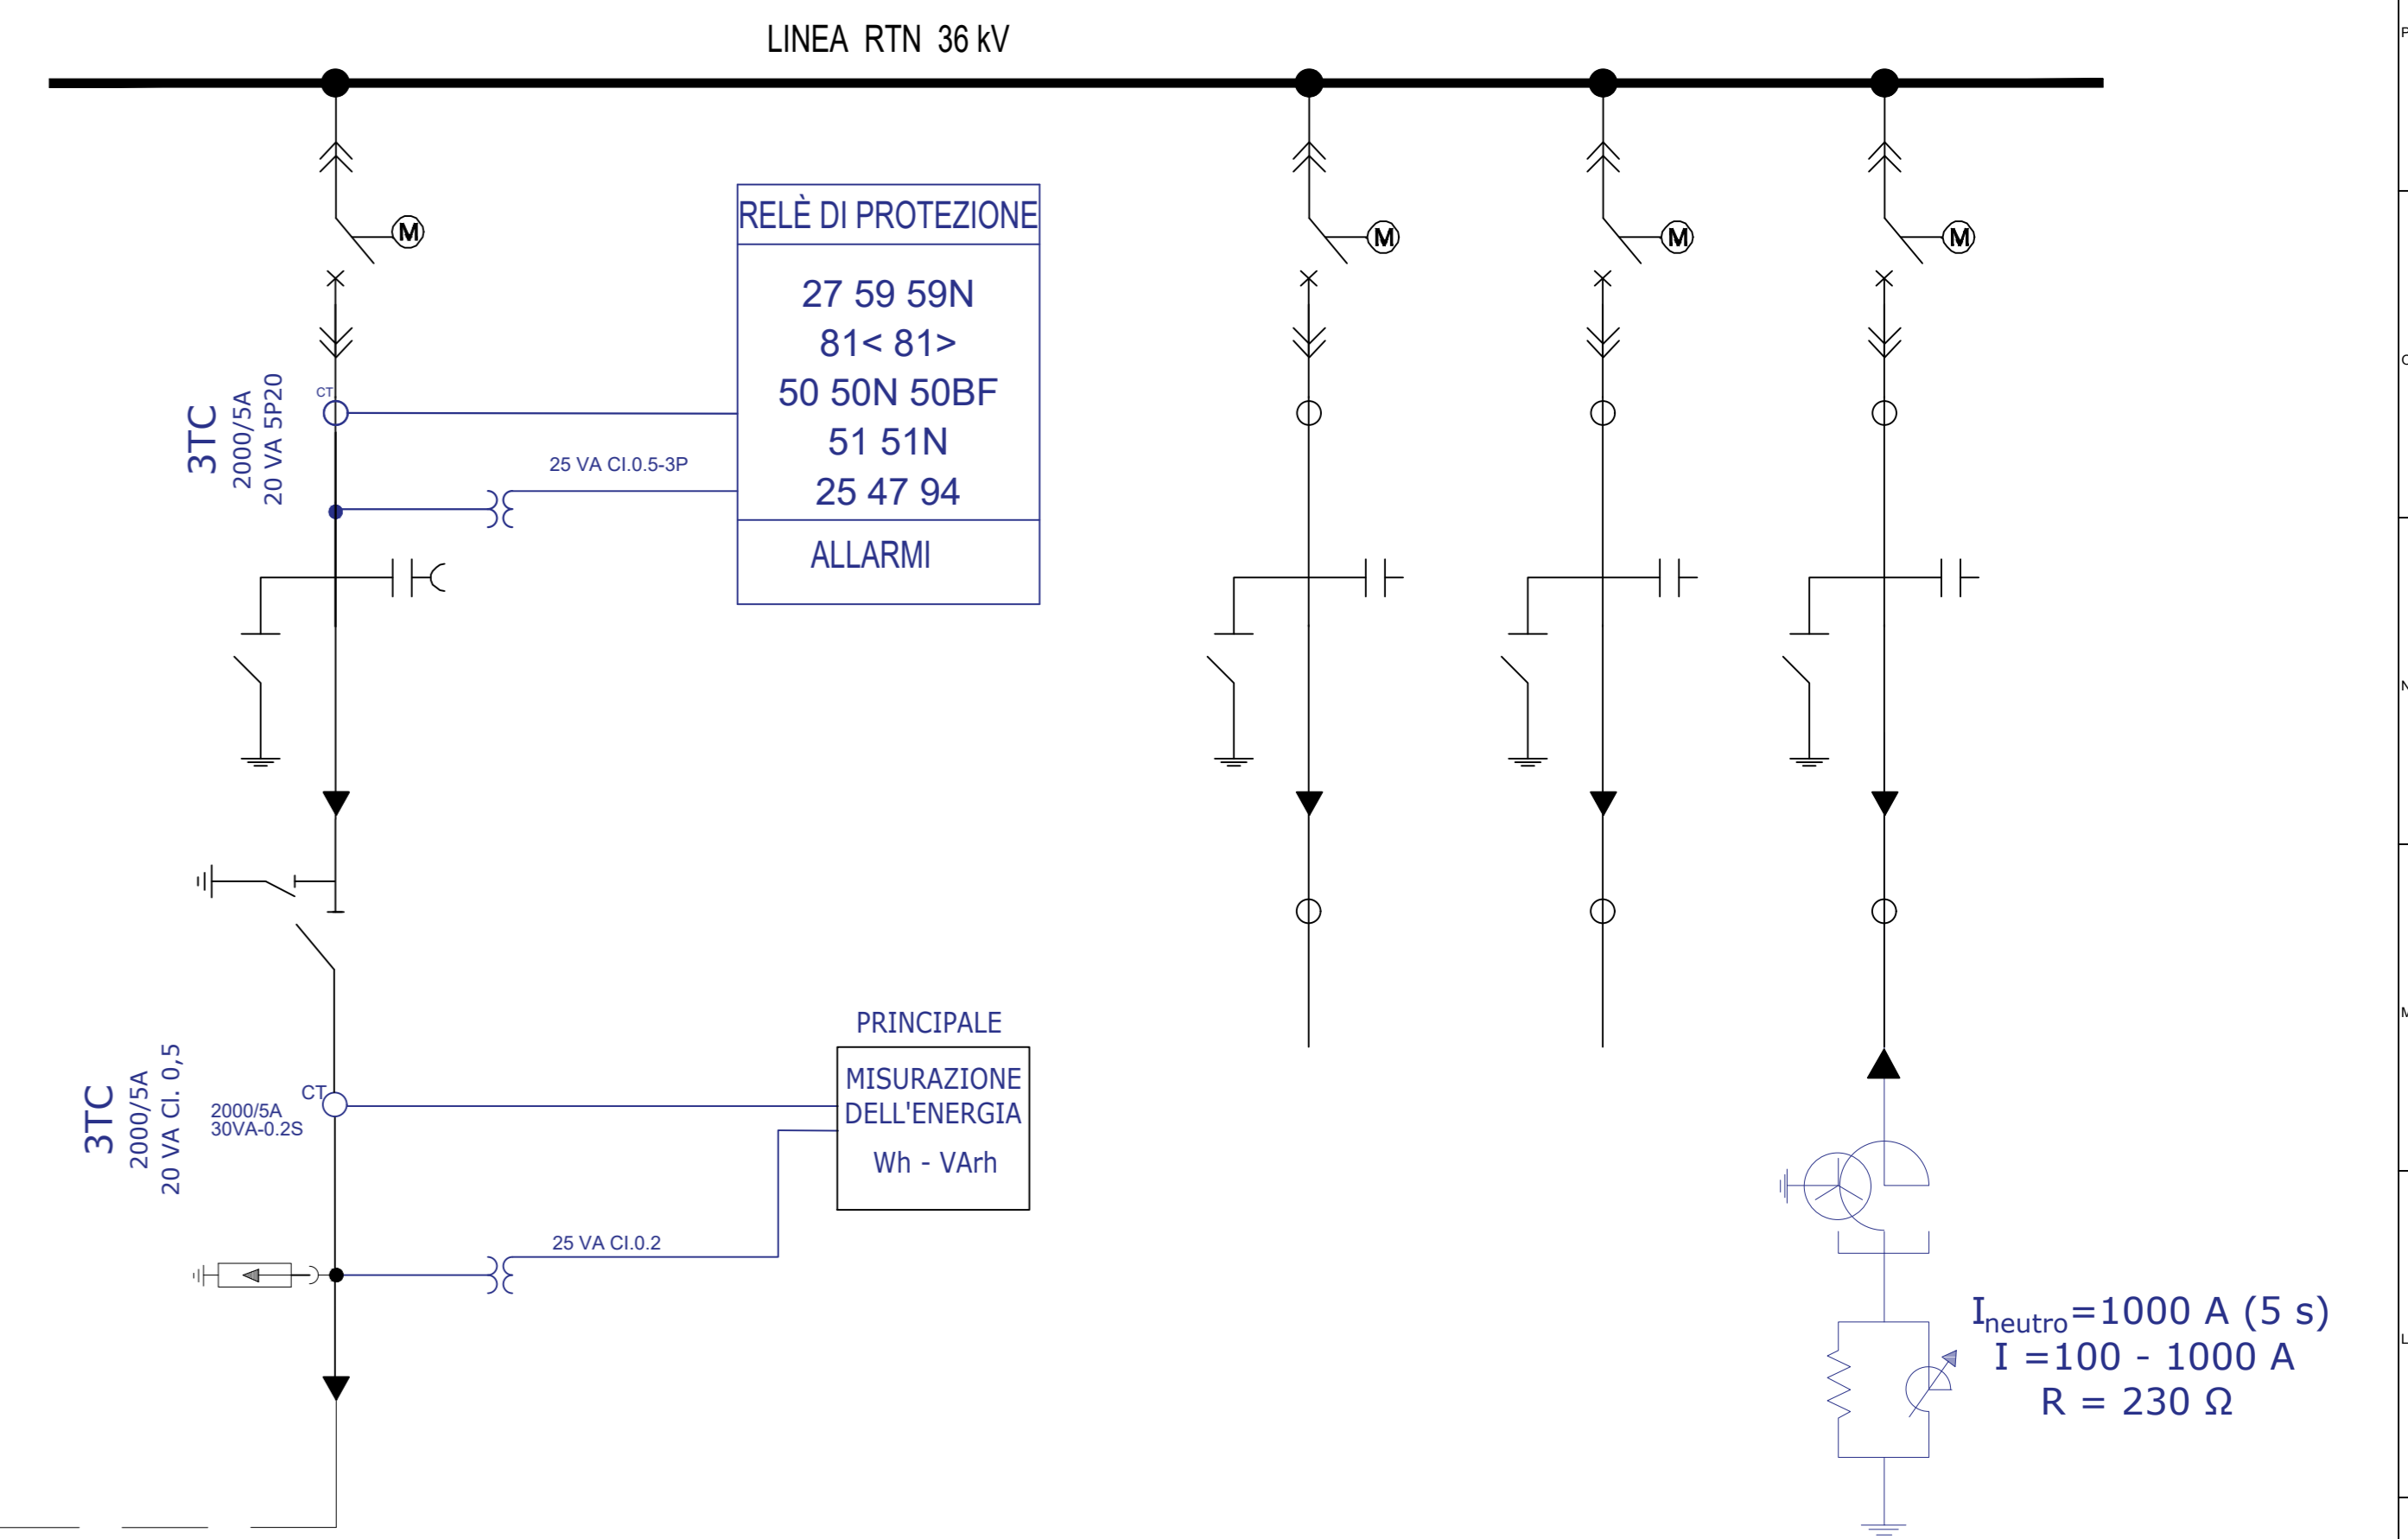 LINEA RTN 36 kV
M
M
M
M
RELÈ DI PROTEZIONE
27 59 59N
81< 81>
50 50N 50BF
51 51N
25 47 94
ALLARMI
3TC
2000/5A
20 VA 5P20
CT
25 VA Cl.0.5-3P
3TC
2000/5A
20 VA Cl. 0,5
CT
2000/5A
30VA-0.2S
PRINCIPALE
MISURAZIONE
DELL'ENERGIA
Wh - VArh
25 VA Cl.0.2
Ineutro=1000 A (5 s)
I =100 - 1000 A
R = 230 Ω
N